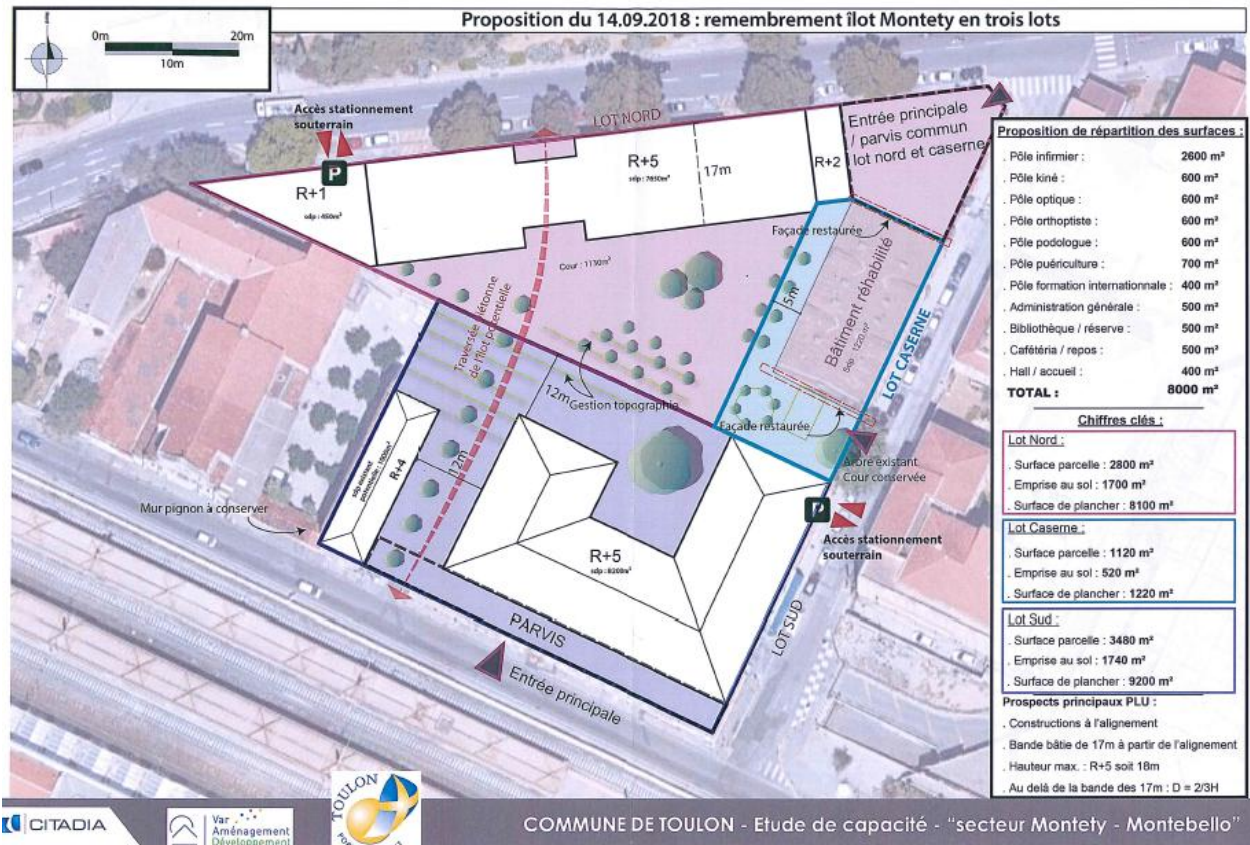 Proposition du 14.09.2018 : remembrement îlot Montety en trois lots
0m
20m
10m
Accès stationnement
souterrain
P
LOT NORD
Entrée principale
/ parvis commun
lot nord et caserne
R+1
sdp : 450m²
R+5
sdp : 7650m²
17m
R+2
Façade restaurée
Cour : 1130m²
5m
Bâtiment réhabilité
Sdp : 1220 m²
LOT CASERNE
Traversée piétonne
de l'îlot potentielle
12m
Gestion topographie
Façade restaurée
Arbre existant
Cour conservée
sdp existant
potentielle : 1500m²
R+4
12m
Mur pignon à conserver
R+5
P
Accès stationnement
souterrain
PARVIS
LOT SUD
Entrée principale
Proposition de répartition des surfaces :
. Pôle infirmier : 2600 m²
. Pôle kiné : 600 m²
. Pôle optique : 600 m²
. Pôle orthoptiste : 600 m²
. Pôle podologue : 600 m²
. Pôle puériculture : 700 m²
. Pôle formation internationale : 400 m²
. Administration générale : 500 m²
. Bibliothèque / réserve : 500 m²
. Cafétéria / repos : 500 m²
. Hall / accueil : 400 m²
TOTAL : 8000 m²
Chiffres clés :
Lot Nord :
. Surface parcelle : 2800 m²
. Emprise au sol : 1700 m²
. Surface de plancher : 8100 m²
Lot Caserne :
. Surface parcelle : 1120 m²
. Emprise au sol : 520 m²
. Surface de plancher : 1220 m²
Lot Sud :
. Surface parcelle : 3480 m²
. Emprise au sol : 1740 m²
. Surface de plancher : 9200 m²
Prospects principaux PLU :
. Constructions à l'alignement
. Bande bâtie de 17m à partir de l'alignement
. Hauteur max. : R+5 soit 18m
. Au delà de la bande des 17m : D = 2/3H
CITADIA
Var
Aménagement
Développement
TOULON
COMMUNE DE TOULON - Etude de capacité - "secteur Montety - Montebello"